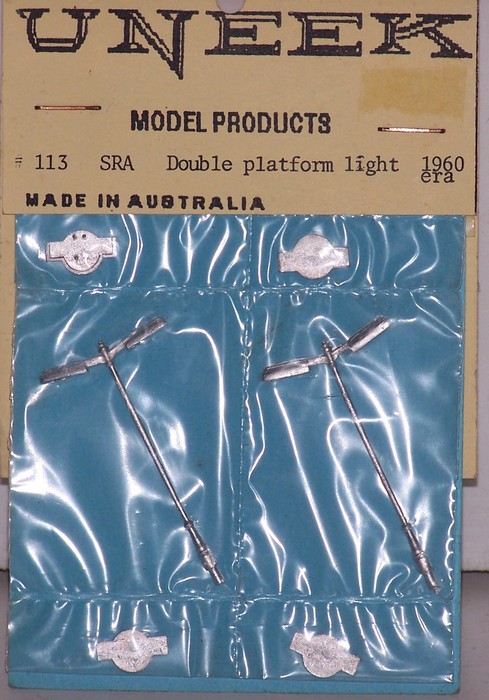 UNEEK
MODEL PRODUCTS
# 113 SRA Double platform light 1960
era
MADE IN AUSTRALIA